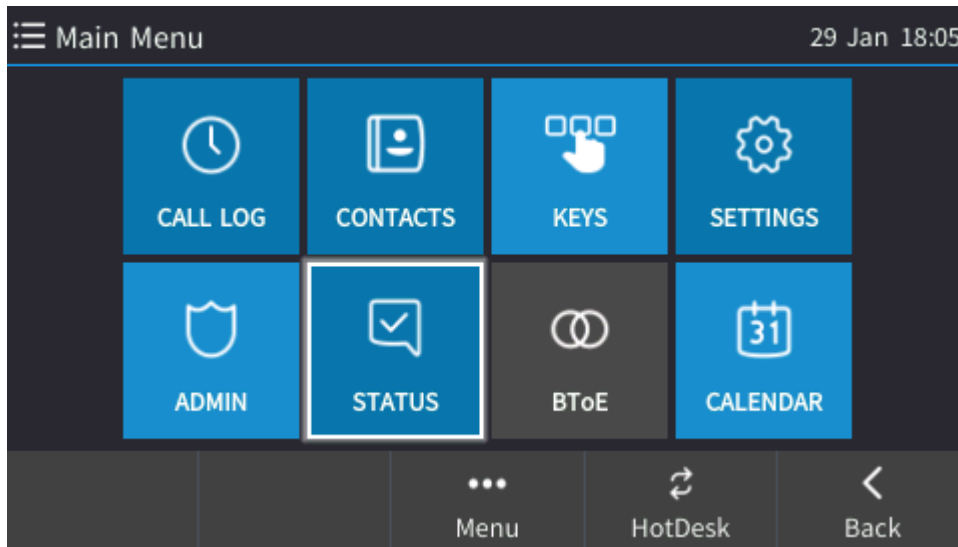 Main Menu 29 Jan 18:05
CALL LOG CONTACTS KEYS SETTINGS
31
ADMIN STATUS BToE CALENDAR
Menu HotDesk Back